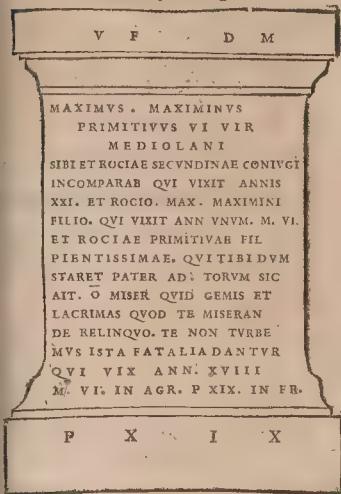 V F D M
MAXIMVS . MAXIMINVS
PRIMITIVVS VI VIR
MEDIOLANI
SIBI ET ROCIAE SECVNDINAE CONIVGI
INCOMPARAB QVI VIXIT ANNIS
XXI. ET ROCIO. MAX. MAXIMINI
FILIO. QVI VIXIT ANN VNVM. M. VI.
ET ROCIAE PRIMITIVAE FIL
PIENTISSIMAE. QVI TIBI DVM
STARET PATER AD. TORVM SIC
AIT. Ō MISER QVID GEMIS ET
LACRIMAS QVOD TE MISERAN
DE RELINQVO. TE NON TVRBE
MVS ISTA FATALIA DANTVR
QVI VIX ANN. XVIII
M. VI. IN AGR. P XIX. IN FR.
P X I X